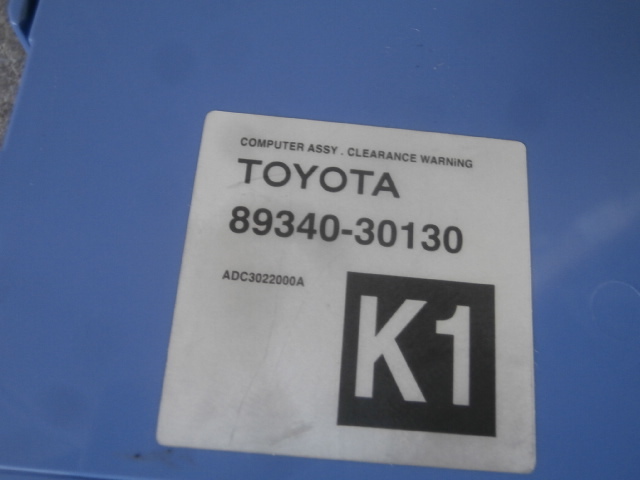 COMPUTER ASSY . CLEARANCE WARNING
TOYOTA
89340-30130
ADC3022000A
K1